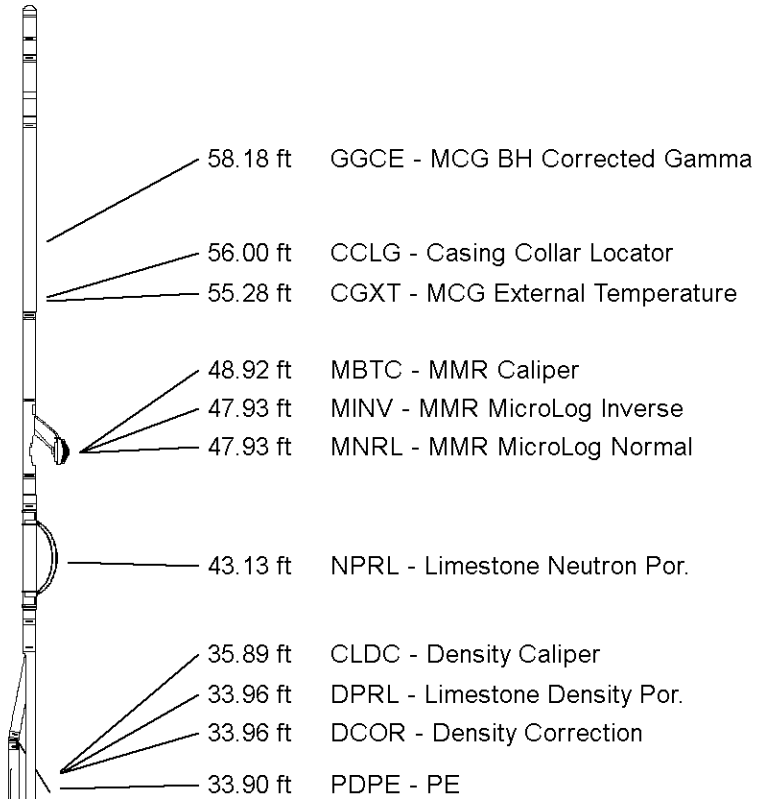 58.18 ft GGCE - MCG BH Corrected Gamma
56.00 ft CCLG - Casing Collar Locator
55.28 ft CGXT - MCG External Temperature
48.92 ft MBTC - MMR Caliper
47.93 ft MINV - MMR MicroLog Inverse
47.93 ft MNRL - MMR MicroLog Normal
43.13 ft NPRL - Limestone Neutron Por.
35.89 ft CLDC - Density Caliper
33.96 ft DPRL - Limestone Density Por.
33.96 ft DCOR - Density Correction
33.90 ft PDPE - PE